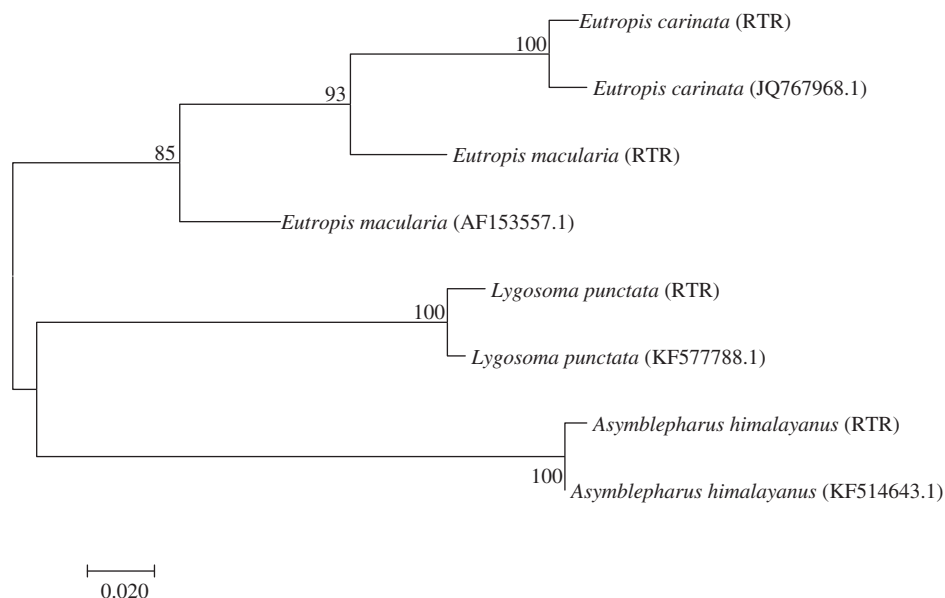 Eutropis carinata (RTR)
100
Eutropis carinata (JQ767968.1)
93
Eutropis macularia (RTR)
85
Eutropis macularia (AF153557.1)
Lygosoma punctata (RTR)
100
Lygosoma punctata (KF577788.1)
Asymblepharus himalayanus (RTR)
100
Asymblepharus himalayanus (KF514643.1)
0.020